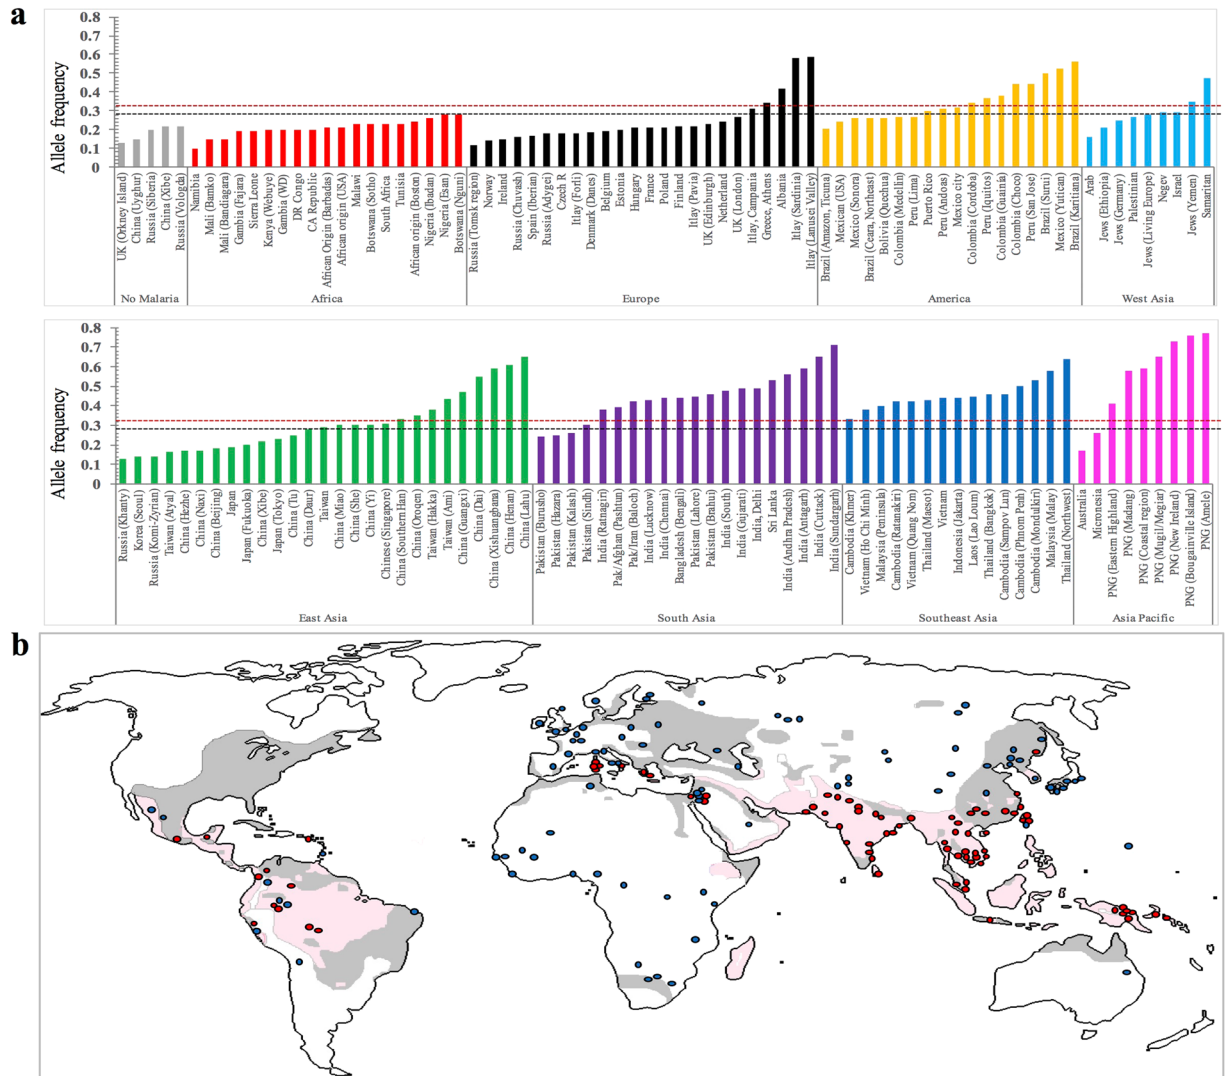 a
Allele frequency
0.8
0.7
0.6
0.5
0.4
0.3
0.2
0.1
0
UK (Orkney Island)
China (Uyghur)
Russia (Siberia)
China (Xibe)
Russia (Vologda)
Namibia
Mali (Bamko)
Mali (Bandiagara)
Gambia (Fajara)
Sierra Leone
Kenya (Webuye)
Gambia (WD)
DR Congo
CA Republic
African Origin (Barbadas)
African origin (USA)
Malawi
Botswana (Sotho)
South Africa
Tunisia
African origin (Boston)
Nigeria (Ibadan)
Nigeria (Esan)
Botswana (Nguni)
Russia (Tomsk region)
Norway
Ireland
Russia (Chuvash)
Spain (Iberian)
Russia (Adygei)
Czech R
Itlay (Forli)
Denmark (Danes)
Belgium
Estonia
Hungary
France
Poland
Finland
Itlay (Pavia)
UK (Edinburgh)
Netherland
UK (London)
Itlay, Campania
Greece, Athens
Albania
Itlay (Sardinia)
Itlay (Lanusei Valley)
Brazil (Amazon, Ticuna)
Mexican (USA)
Mexico (Sonora)
Brazil (Ceara, Northeast)
Bolivia (Quechua)
Colombia (Medellin)
Peru (Lima)
Puerto Rico
Peru (Andoas)
Mexico city
Colombia (Cordoba)
Peru (Iquitos)
Colombia (Guainía)
Colombia (Choco)
Peru (San Jose)
Brazil (Surui)
Mexico (Yutican)
Brazil (Karitiana)
Arab
Jews (Ethiopia)
Jews (Germany)
Palestinian
Jews (Living Europe)
Negev
Israel
Jews (Yemen)
Samaritan
No Malaria
Africa
Europe
America
West Asia
Allele frequency
0.8
0.7
0.6
0.5
0.4
0.3
0.2
0.1
0
Russia (Khanty)
Korea (Seoul)
Russia (Komi-Zyrian)
Taiwan (Atyal)
China (Hezhe)
China (Naxi)
China (Beijing)
Japan
Japan (Fukuoka)
China (Xibe)
Japan (Tokyo)
China (Tu)
China (Daur)
Taiwan
China (Miao)
China (She)
China (Yi)
Chinese (Singapore)
China (Southern Han)
China (Oroqen)
Taiwan (Hakka)
Taiwan (Ami)
China (Guangxi)
China (Dai)
China (Xishuangbana)
China (Henan)
China (Lahu)
Pakistan (Burusho)
Pakistan (Hazara)
Pakistan (Kalash)
Pakistan (Sindh)
India (Ratnagiri)
Pak/Afghan (Pashtun)
Pak/Iran (Baloch)
India (Lucknow)
India (Chennai)
Bangladesh (Bengali)
Pakistan (Lahore)
Pakistan (Brahui)
India (South)
India (Gujarati)
India, Delhi
Sri Lanka
India (Andhra Pradesh)
India (Antagarh)
India (Cuttack)
India (Sundargarh)
Cambodia (Khmer)
Vietnam (Ho Chi Minh)
Malaysia (Peninsula)
Cambodia (Ratanakiri)
Vietnam (Quang Nom)
Thailand (Maesot)
Vietnam
Indonesia (Jakarta)
Laos (Lao Loum)
Thailand (Bangkok)
Cambodia (Sampov Lun)
Cambodia (Phnom Penh)
Cambodia (Mondulkiri)
Malaysia (Malay)
Thailand (Northwest)
Australia
Micronesia
PNG (Eastern Highland)
PNG (Madang)
PNG (Coastal region)
PNG (Mugil/Megiar)
PNG (New Ireland)
PNG (Bougainville Island)
PNG (Amele)
East Asia
South Asia
Southeast Asia
Asia Pacific
b